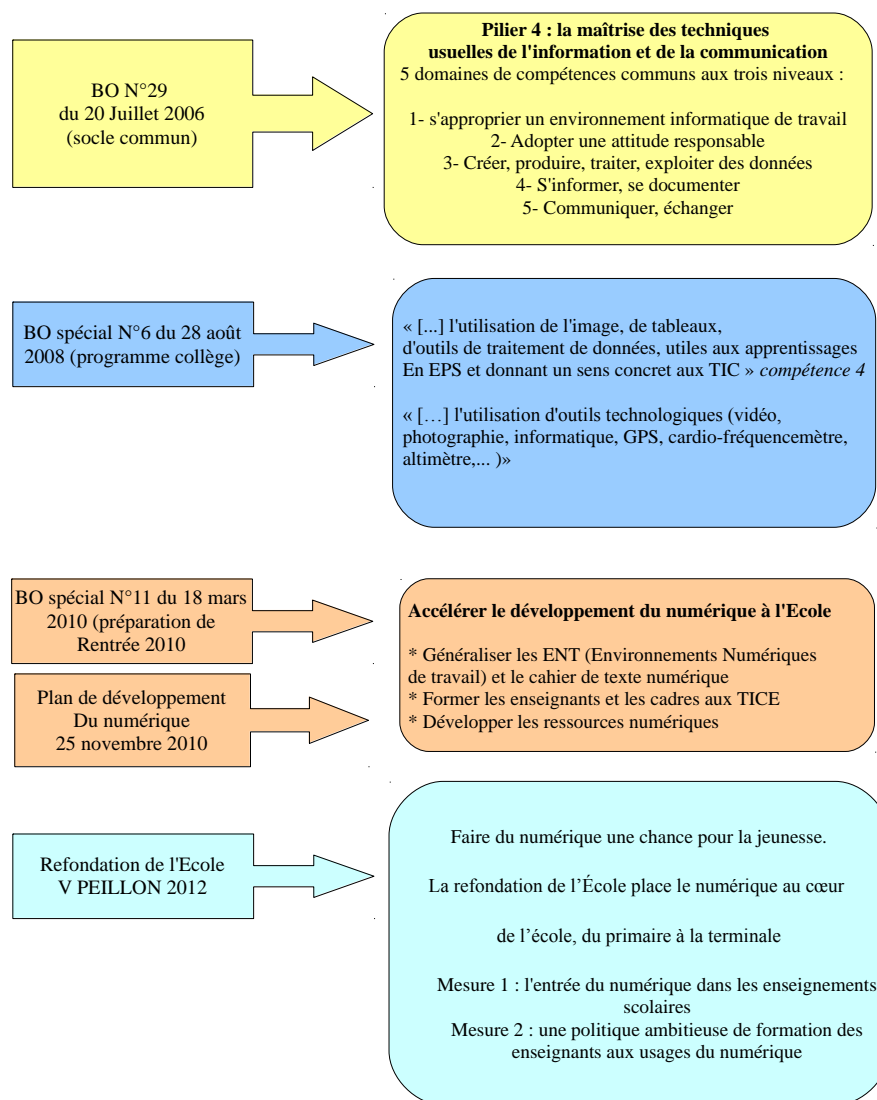 BO N°29
du 20 Juillet 2006
(socle commun)
Pilier 4 : la maîtrise des techniques
usuelles de l'information et de la communication
5 domaines de compétences communs aux trois niveaux :
1- s'approprier un environnement informatique de travail
2- Adopter une attitude responsable
3- Créer, produire, traiter, exploiter des données
4- S'informer, se documenter
5- Communiquer, échanger
BO spécial N°6 du 28 août
2008 (programme collège)
« [...] l'utilisation de l'image, de tableaux,
d'outils de traitement de données, utiles aux apprentissages
En EPS et donnant un sens concret aux TIC » compétence 4
« […] l'utilisation d'outils technologiques (vidéo,
photographie, informatique, GPS, cardio-fréquencemètre,
altimètre,... )»
BO spécial N°11 du 18 mars
2010 (préparation de
Rentrée 2010
Plan de développement
Du numérique
25 novembre 2010
Accélérer le développement du numérique à l'Ecole
* Généraliser les ENT (Environnements Numériques
de travail) et le cahier de texte numérique
* Former les enseignants et les cadres aux TICE
* Développer les ressources numériques
Refondation de l'Ecole
V PEILLON 2012
Faire du numérique une chance pour la jeunesse.
La refondation de l’École place le numérique au cœur
de l’école, du primaire à la terminale
Mesure 1 : l'entrée du numérique dans les enseignements
scolaires
Mesure 2 : une politique ambitieuse de formation des
enseignants aux usages du numérique